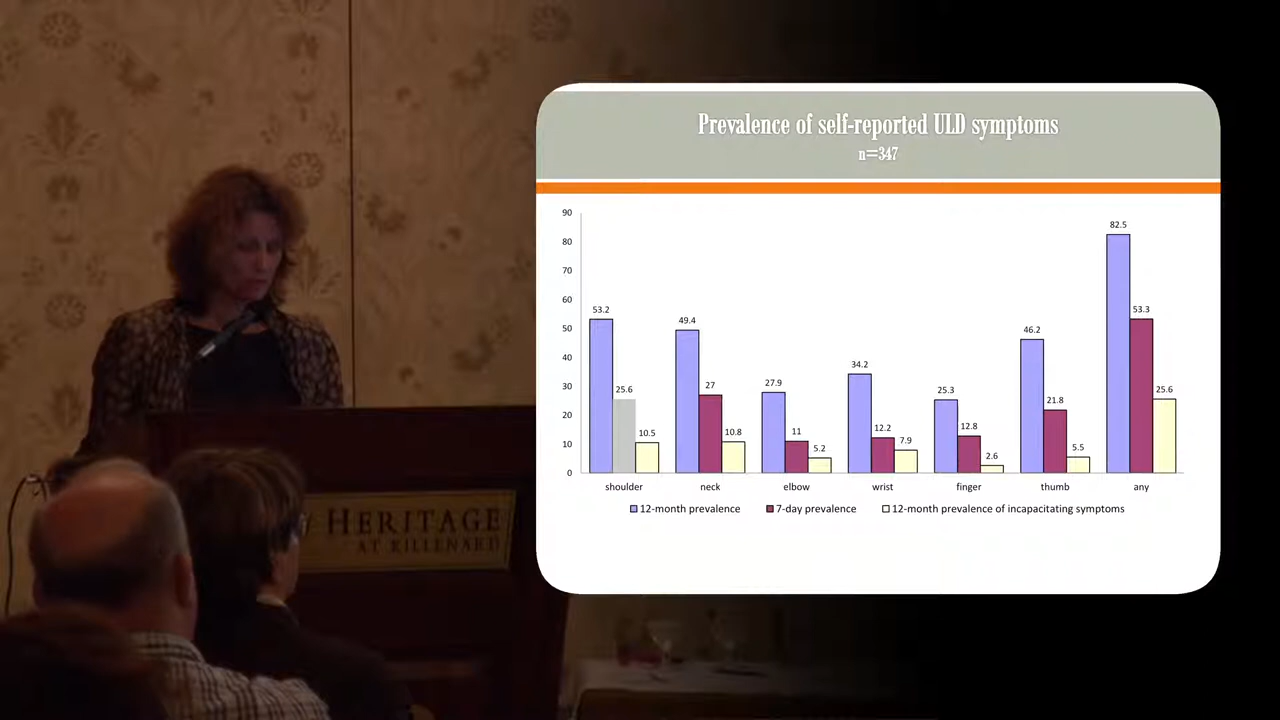 Prevalence of self-reported ULD symptoms
n=347
90
80
70
60
50
40
30
20
10
0
53.2
25.6
10.5
49.4
27
10.8
27.9
11
5.2
34.2
12.2
7.9
25.3
12.8
2.6
46.2
21.8
5.5
82.5
53.3
25.6
shoulder
neck
elbow
wrist
finger
thumb
any
12-month prevalence
7-day prevalence
12-month prevalence of incapacitating symptoms
HERITAGE
AT KILLENARD